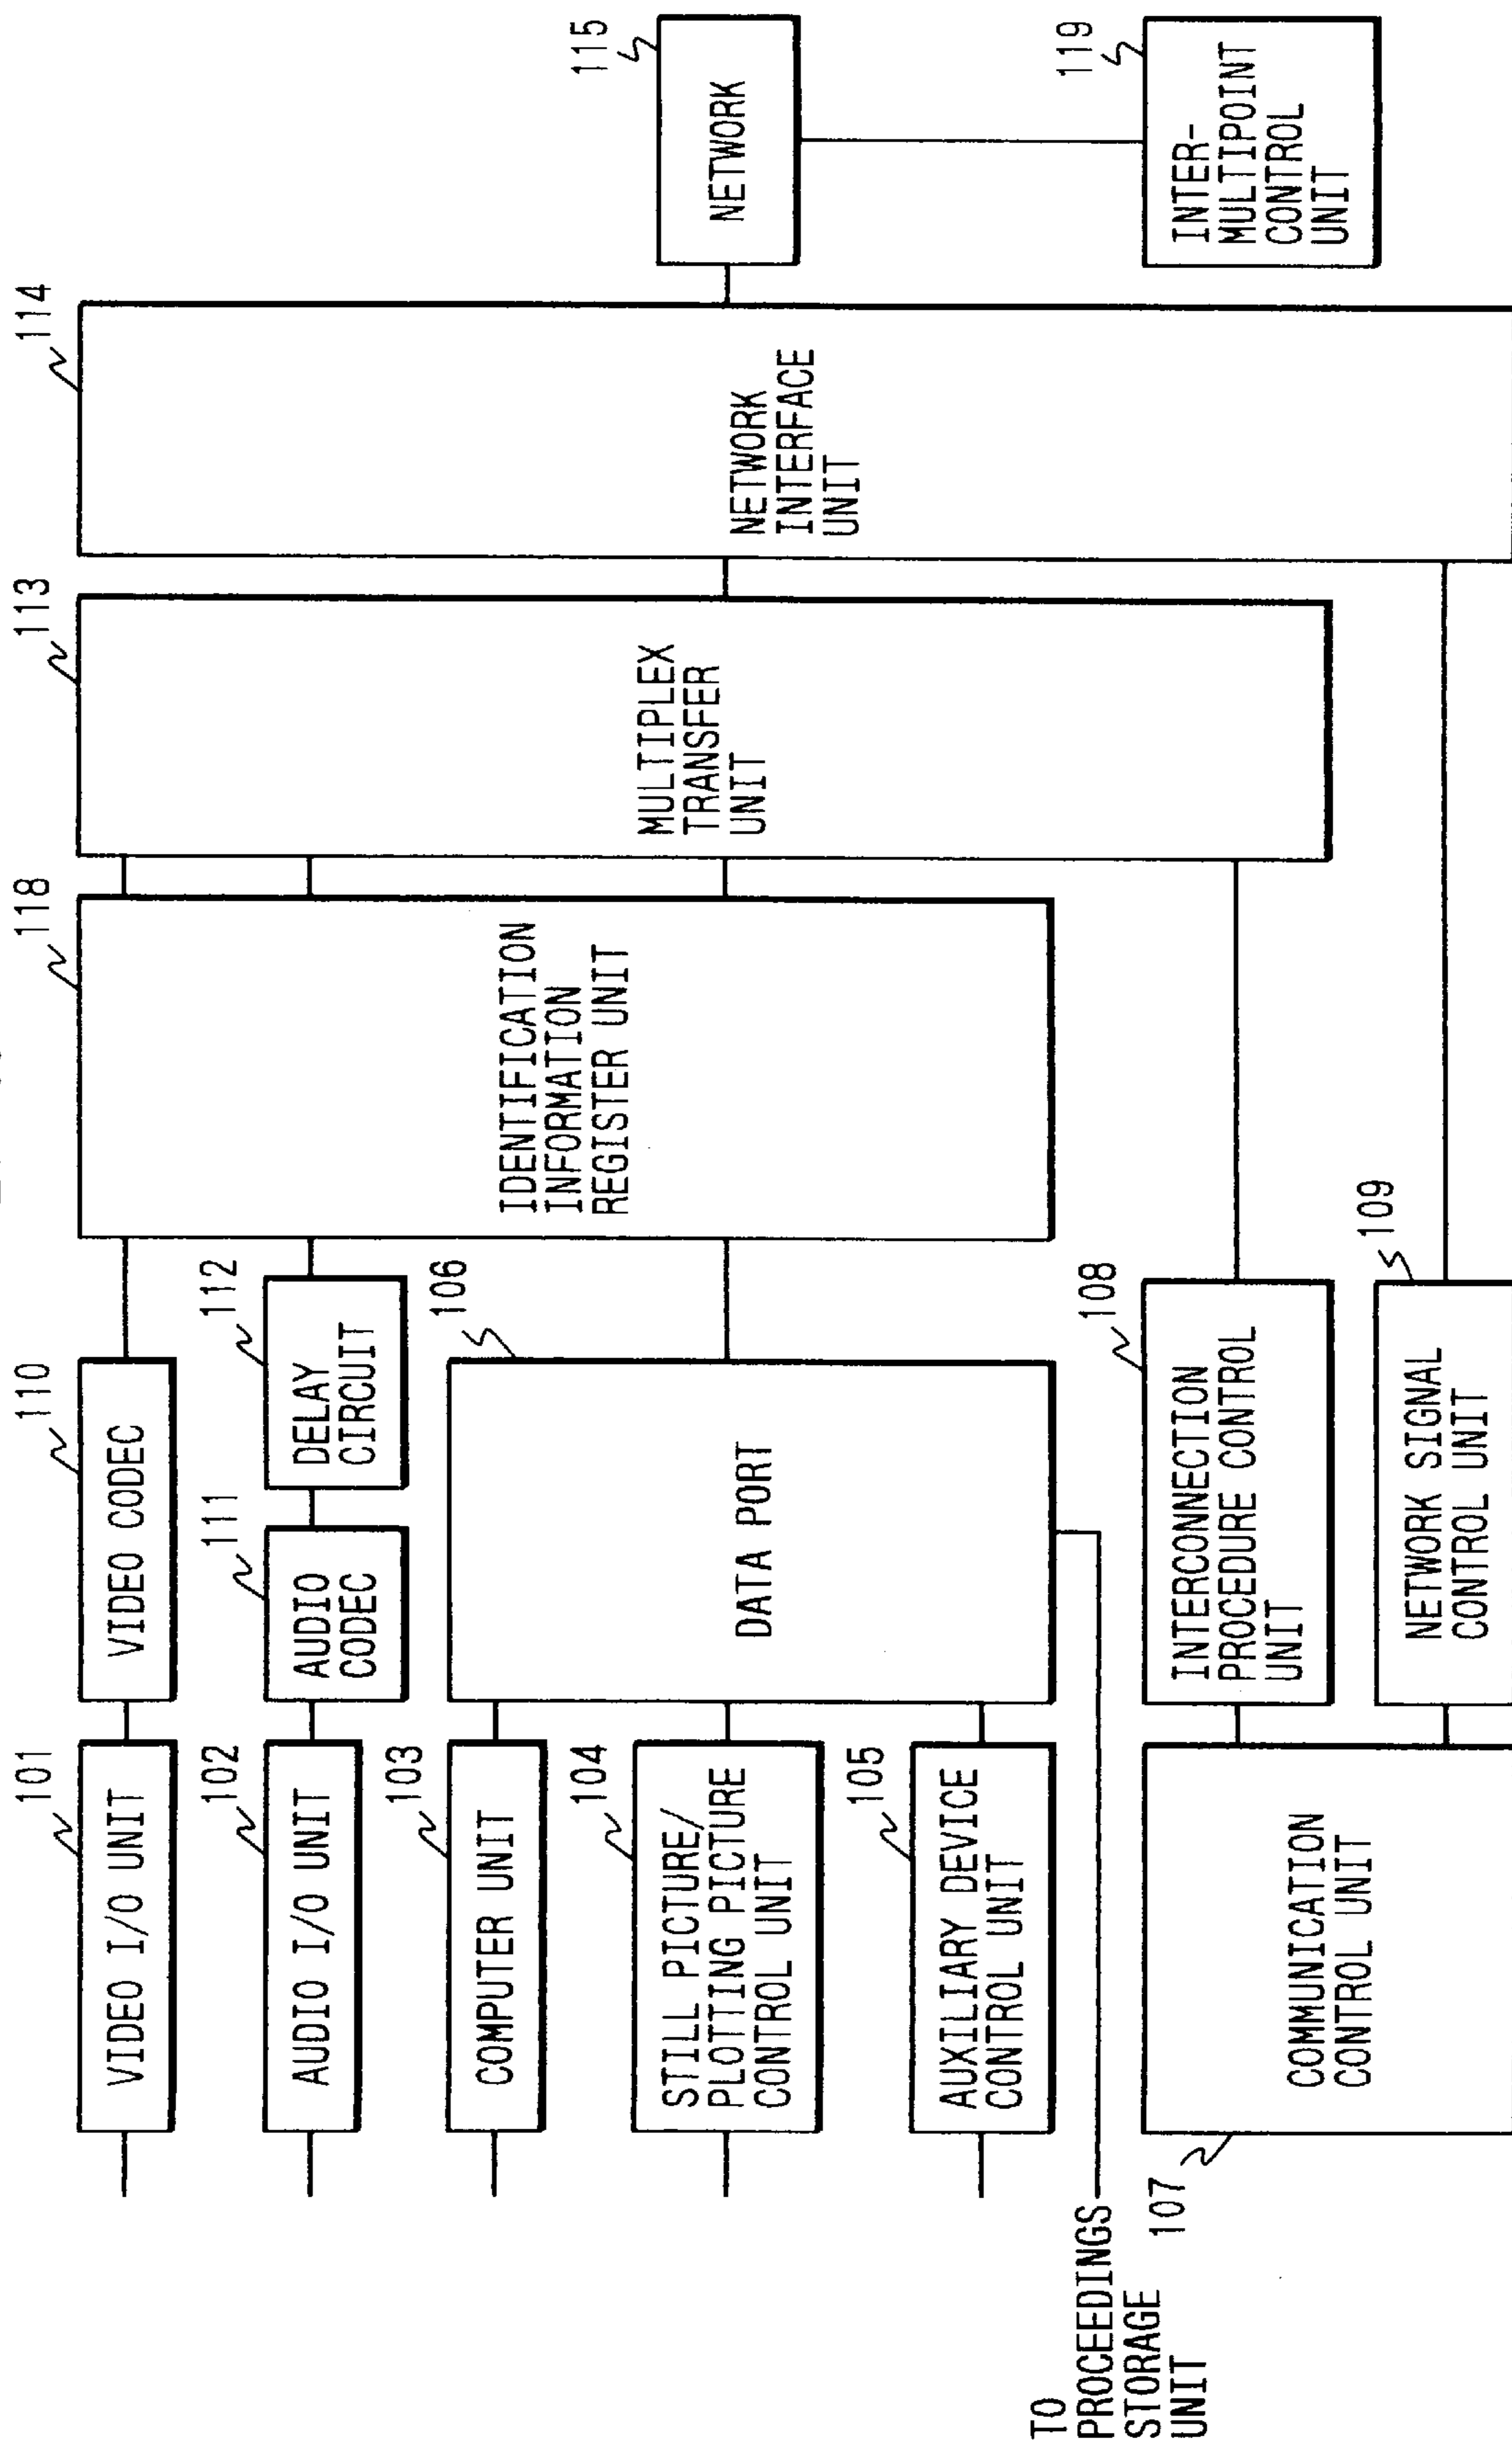 101
VIDEO I/O UNIT
110
VIDEO CODEC
102
AUDIO I/O UNIT
111
AUDIO
CODEC
112
DELAY
CIRCUIT
103
COMPUTER UNIT
104
STILL PICTURE/
PLOTTING PICTURE
CONTROL UNIT
105
AUXILIARY DEVICE
CONTROL UNIT
106
DATA PORT
TO
PROCEEDINGS
STORAGE
UNIT
107
COMMUNICATION
CONTROL UNIT
108
INTERCONNECTION
PROCEDURE CONTROL
UNIT
109
NETWORK SIGNAL
CONTROL UNIT
118
IDENTIFICATION
INFORMATION
REGISTER UNIT
113
MULTIPLEX
TRANSFER
UNIT
114
NETWORK
INTERFACE
UNIT
115
NETWORK
119
INTER-
MULTIPOINT
CONTROL
UNIT